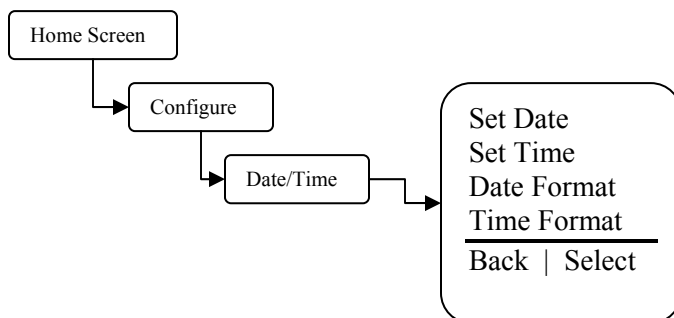 Home Screen
Configure
Date/Time
Set Date
Set Time
Date Format
Time Format
Back | Select